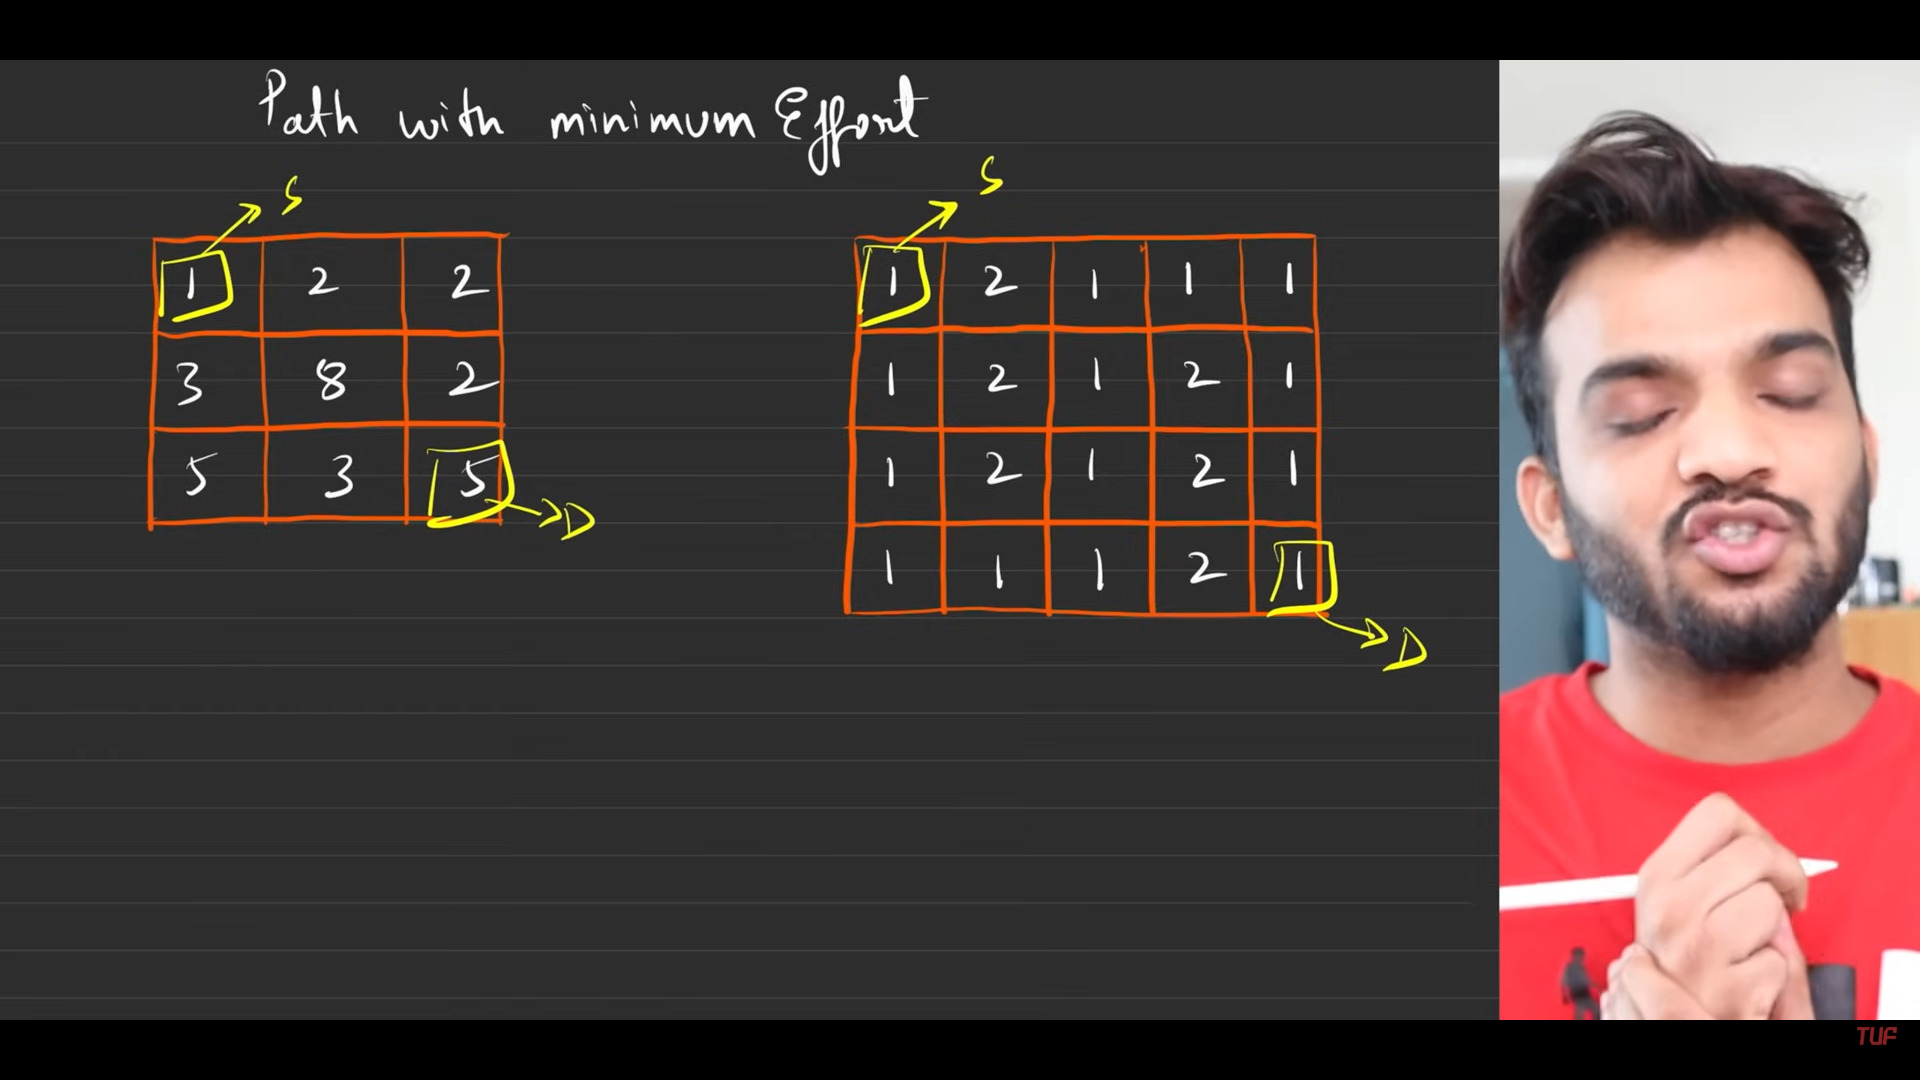 Path with minimum Effort
S
1 2 2
3 8 2
5 3 5
D
S
1 2 1 1 1
1 2 1 2 1
1 2 1 2 1
1 1 1 2 1
D
TUF